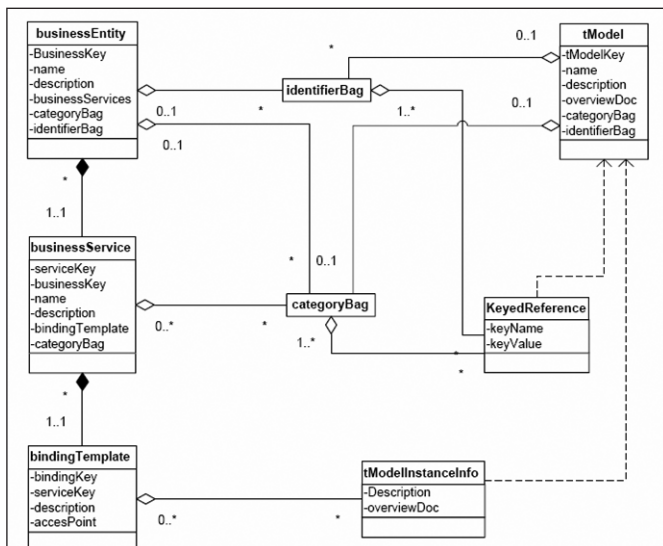 businessEntity
-BusinessKey
-name
-description
-businessServices
-categoryBag
-identifierBag
tModel
-tModelKey
-name
-description
-overviewDoc
-categoryBag
-identifierBag
0..1
*
identifierBag
0..1
*
1..*
0..1
0..1
*
1..1
businessService
-serviceKey
-businessKey
-name
-description
-bindingTemplate
-categoryBag
*
0..1
categoryBag
0..*
*
1..*
KeyedReference
-keyName
-keyValue
*
*
*
1..1
bindingTemplate
-bindingKey
-serviceKey
-description
-accesPoint
0..*
*
tModelInstanceInfo
-Description
-overviewDoc